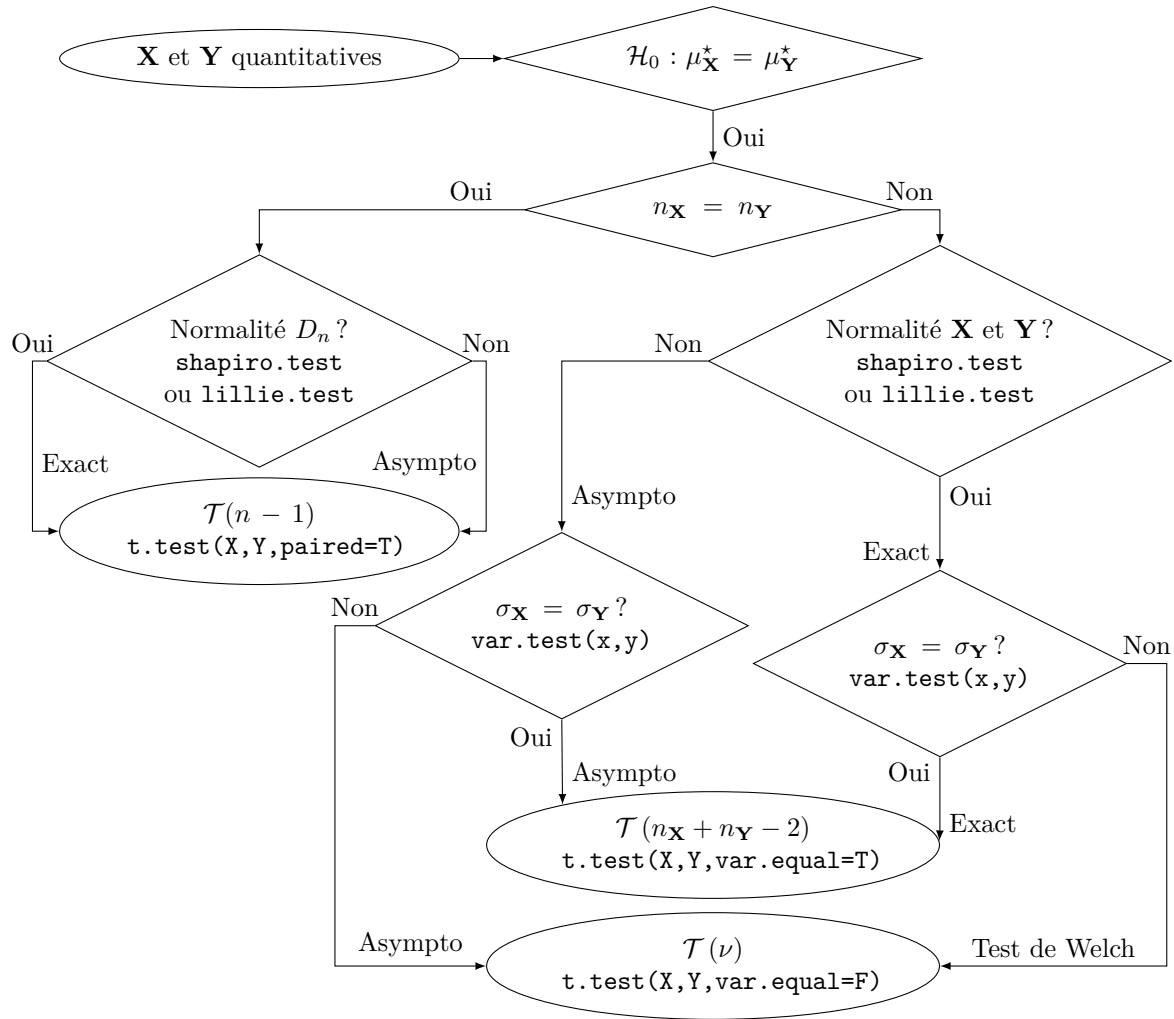 X et Y quantitatives
ℋ₀ : μ*_X = μ*_Y
Oui
Oui
n_X = n_Y
Non
Normalité D_n ?
shapiro.test
ou lillie.test
Oui
Non
Normalité X et Y ?
shapiro.test
ou lillie.test
Non
Exact
Asympto
Asympto
Oui
𝒯(n − 1)
t.test(X,Y,paired=T)
Exact
Non
σ_X = σ_Y ?
var.test(x,y)
σ_X = σ_Y ?
var.test(x,y)
Non
Oui
Oui
Asympto
𝒯(n_X + n_Y − 2)
t.test(X,Y,var.equal=T)
Exact
Asympto
𝒯(ν)
t.test(X,Y,var.equal=F)
Test de Welch